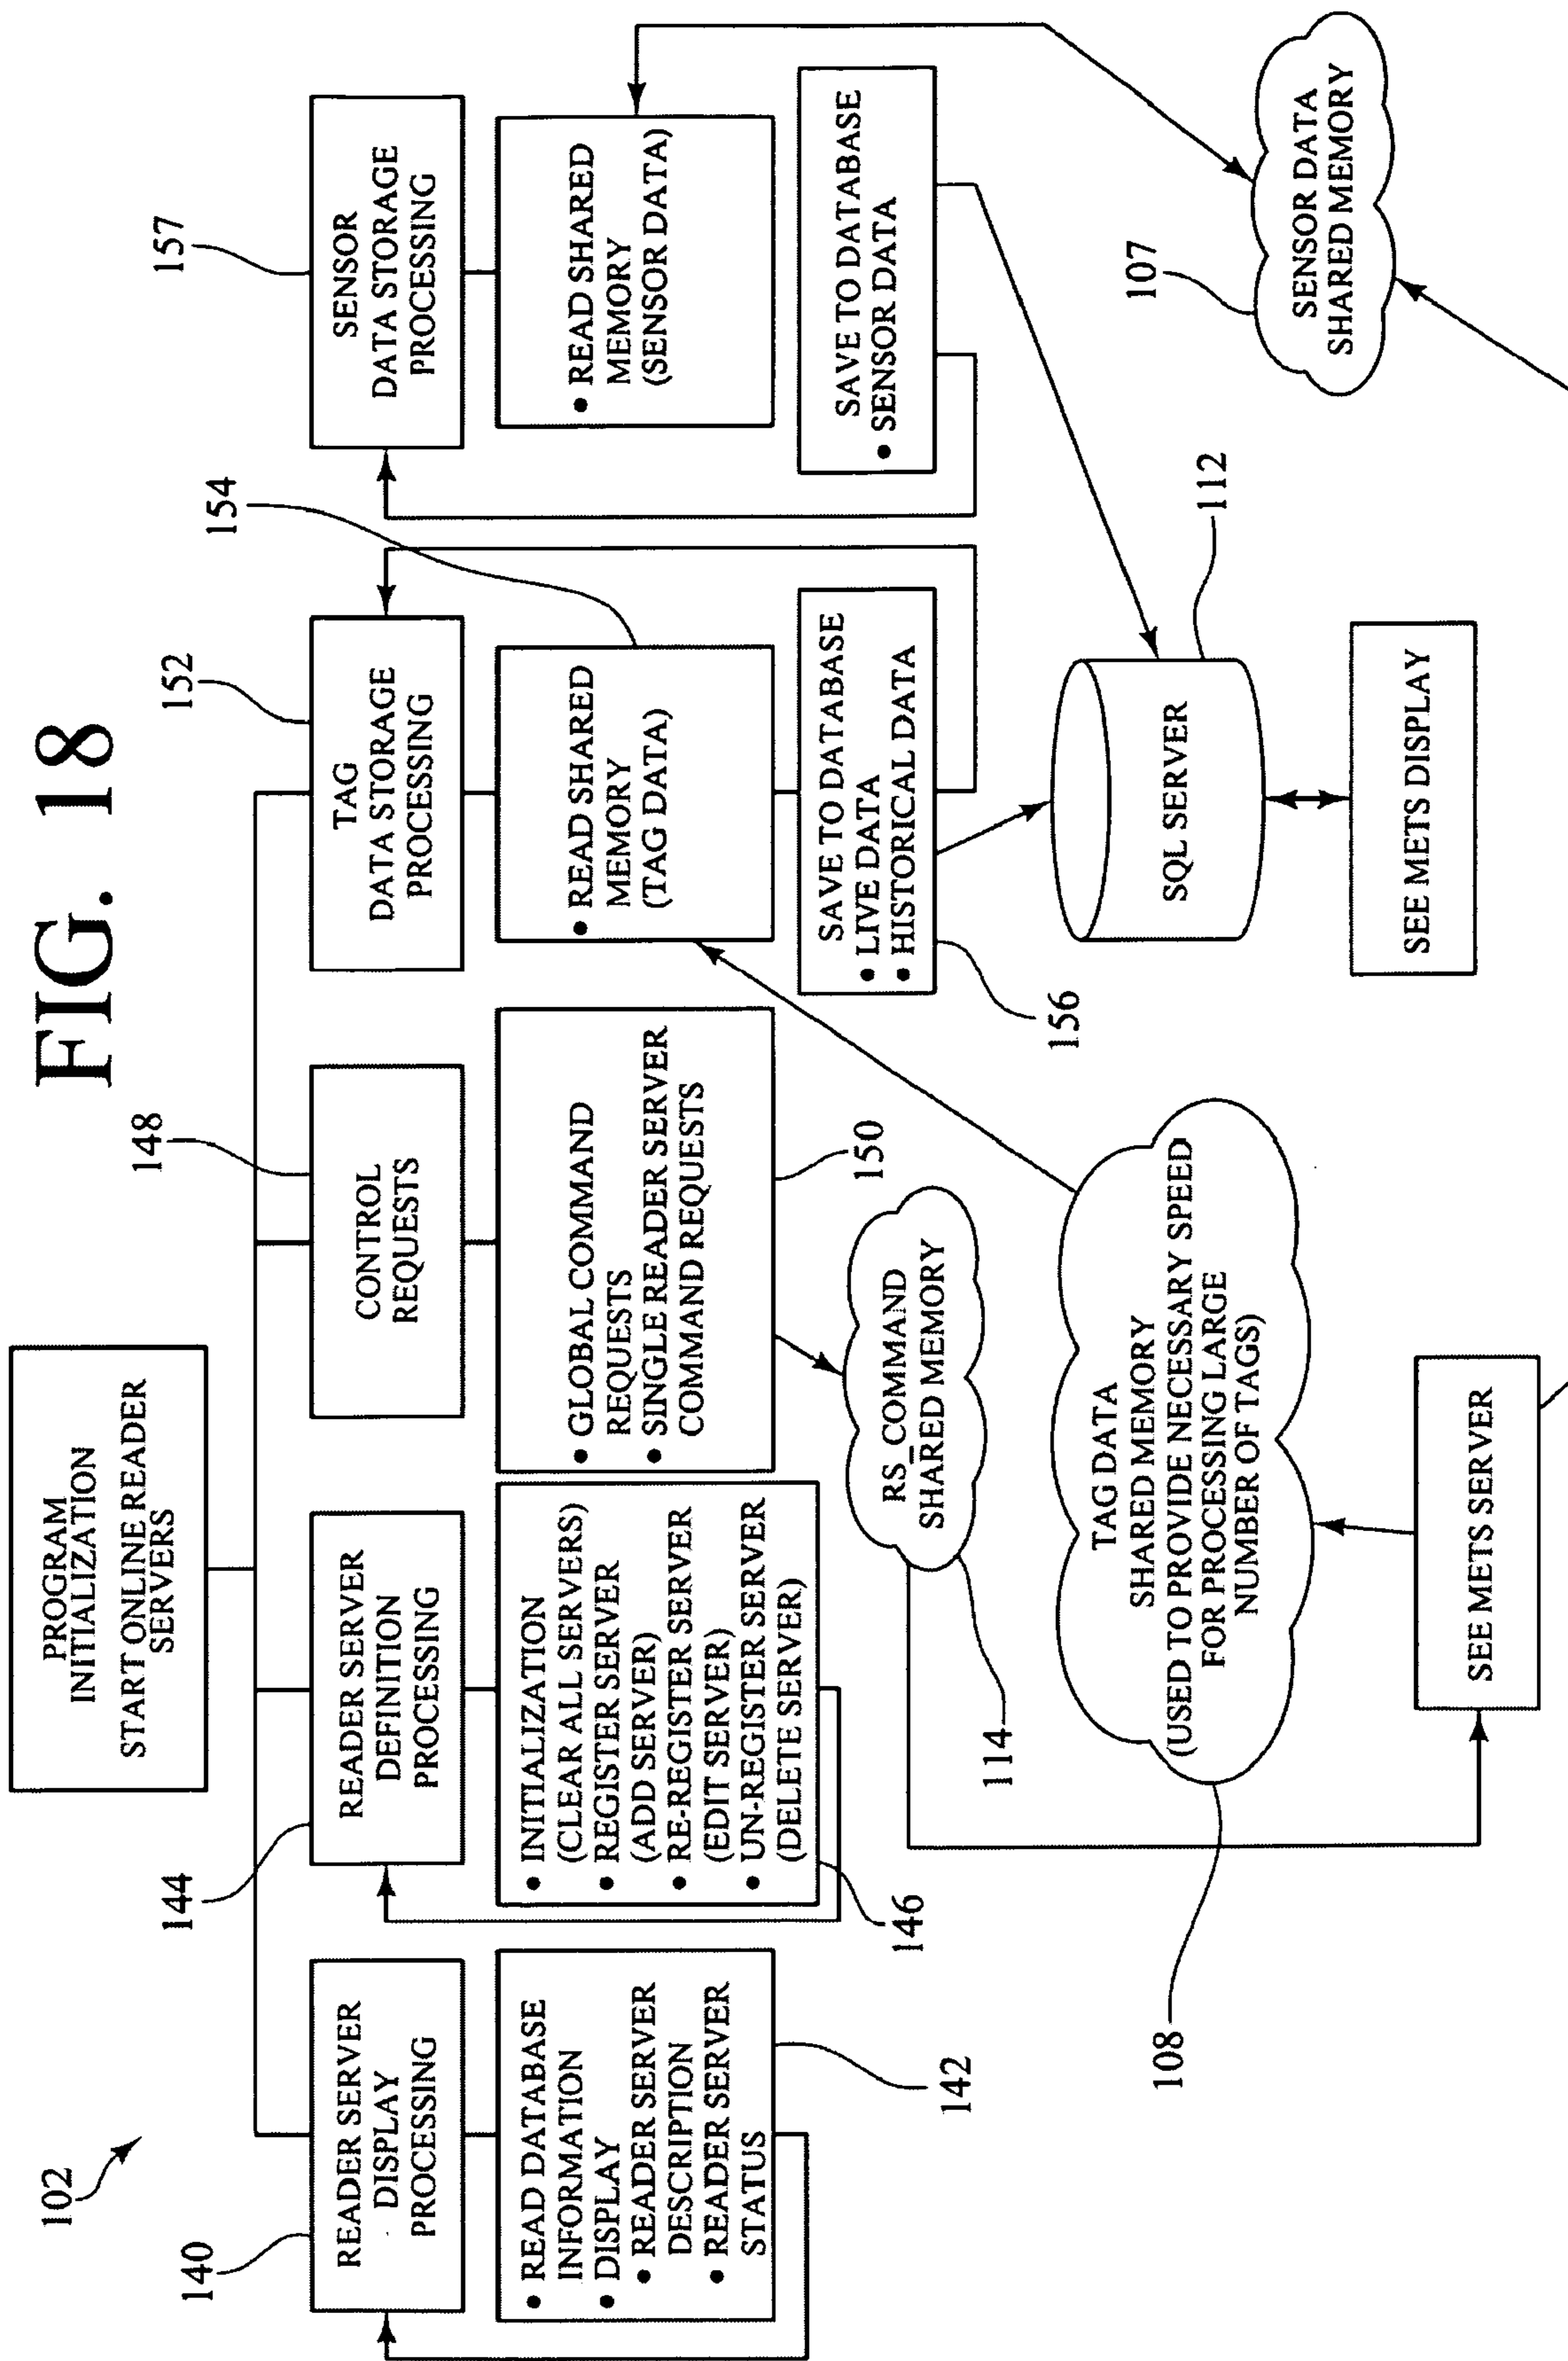 FIG. 18
102
PROGRAM
INITIALIZATION
START ONLINE READER
SERVERS
140
READER SERVER
DISPLAY
PROCESSING
• READ DATABASE
INFORMATION
• DISPLAY
• READER SERVER
DESCRIPTION
• READER SERVER
STATUS
142
144
READER SERVER
DEFINITION
PROCESSING
• INITIALIZATION
(CLEAR ALL SERVERS)
• REGISTER SERVER
(ADD SERVER)
• RE-REGISTER SERVER
(EDIT SERVER)
• UN-REGISTER SERVER
(DELETE SERVER)
146
148
CONTROL
REQUESTS
• GLOBAL COMMAND
REQUESTS
• SINGLE READER SERVER
COMMAND REQUESTS
150
RS_COMMAND
SHARED MEMORY
114
152
TAG
DATA STORAGE
PROCESSING
154
• READ SHARED
MEMORY
(TAG DATA)
SAVE TO DATABASE
• LIVE DATA
• HISTORICAL DATA
156
157
SENSOR
DATA STORAGE
PROCESSING
• READ SHARED
MEMORY
(SENSOR DATA)
SAVE TO DATABASE
• SENSOR DATA
TAG DATA
SHARED MEMORY
(USED TO PROVIDE NECESSARY SPEED
FOR PROCESSING LARGE
NUMBER OF TAGS)
108
SEE METS SERVER
SQL SERVER
112
SEE METS DISPLAY
107
SENSOR DATA
SHARED MEMORY